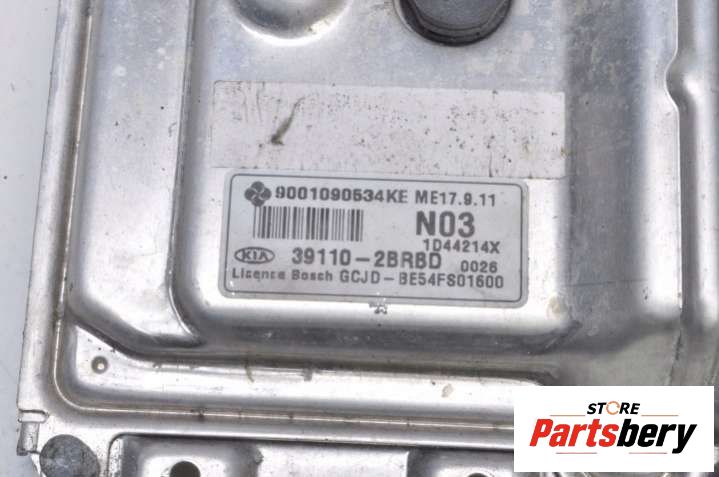 9001090534KE ME17.9.11
N03
1D44214X
KIA 39110-2BRBD 0026
Licence Bosch GCJD-BE54FS01600
STORE
Partsbery